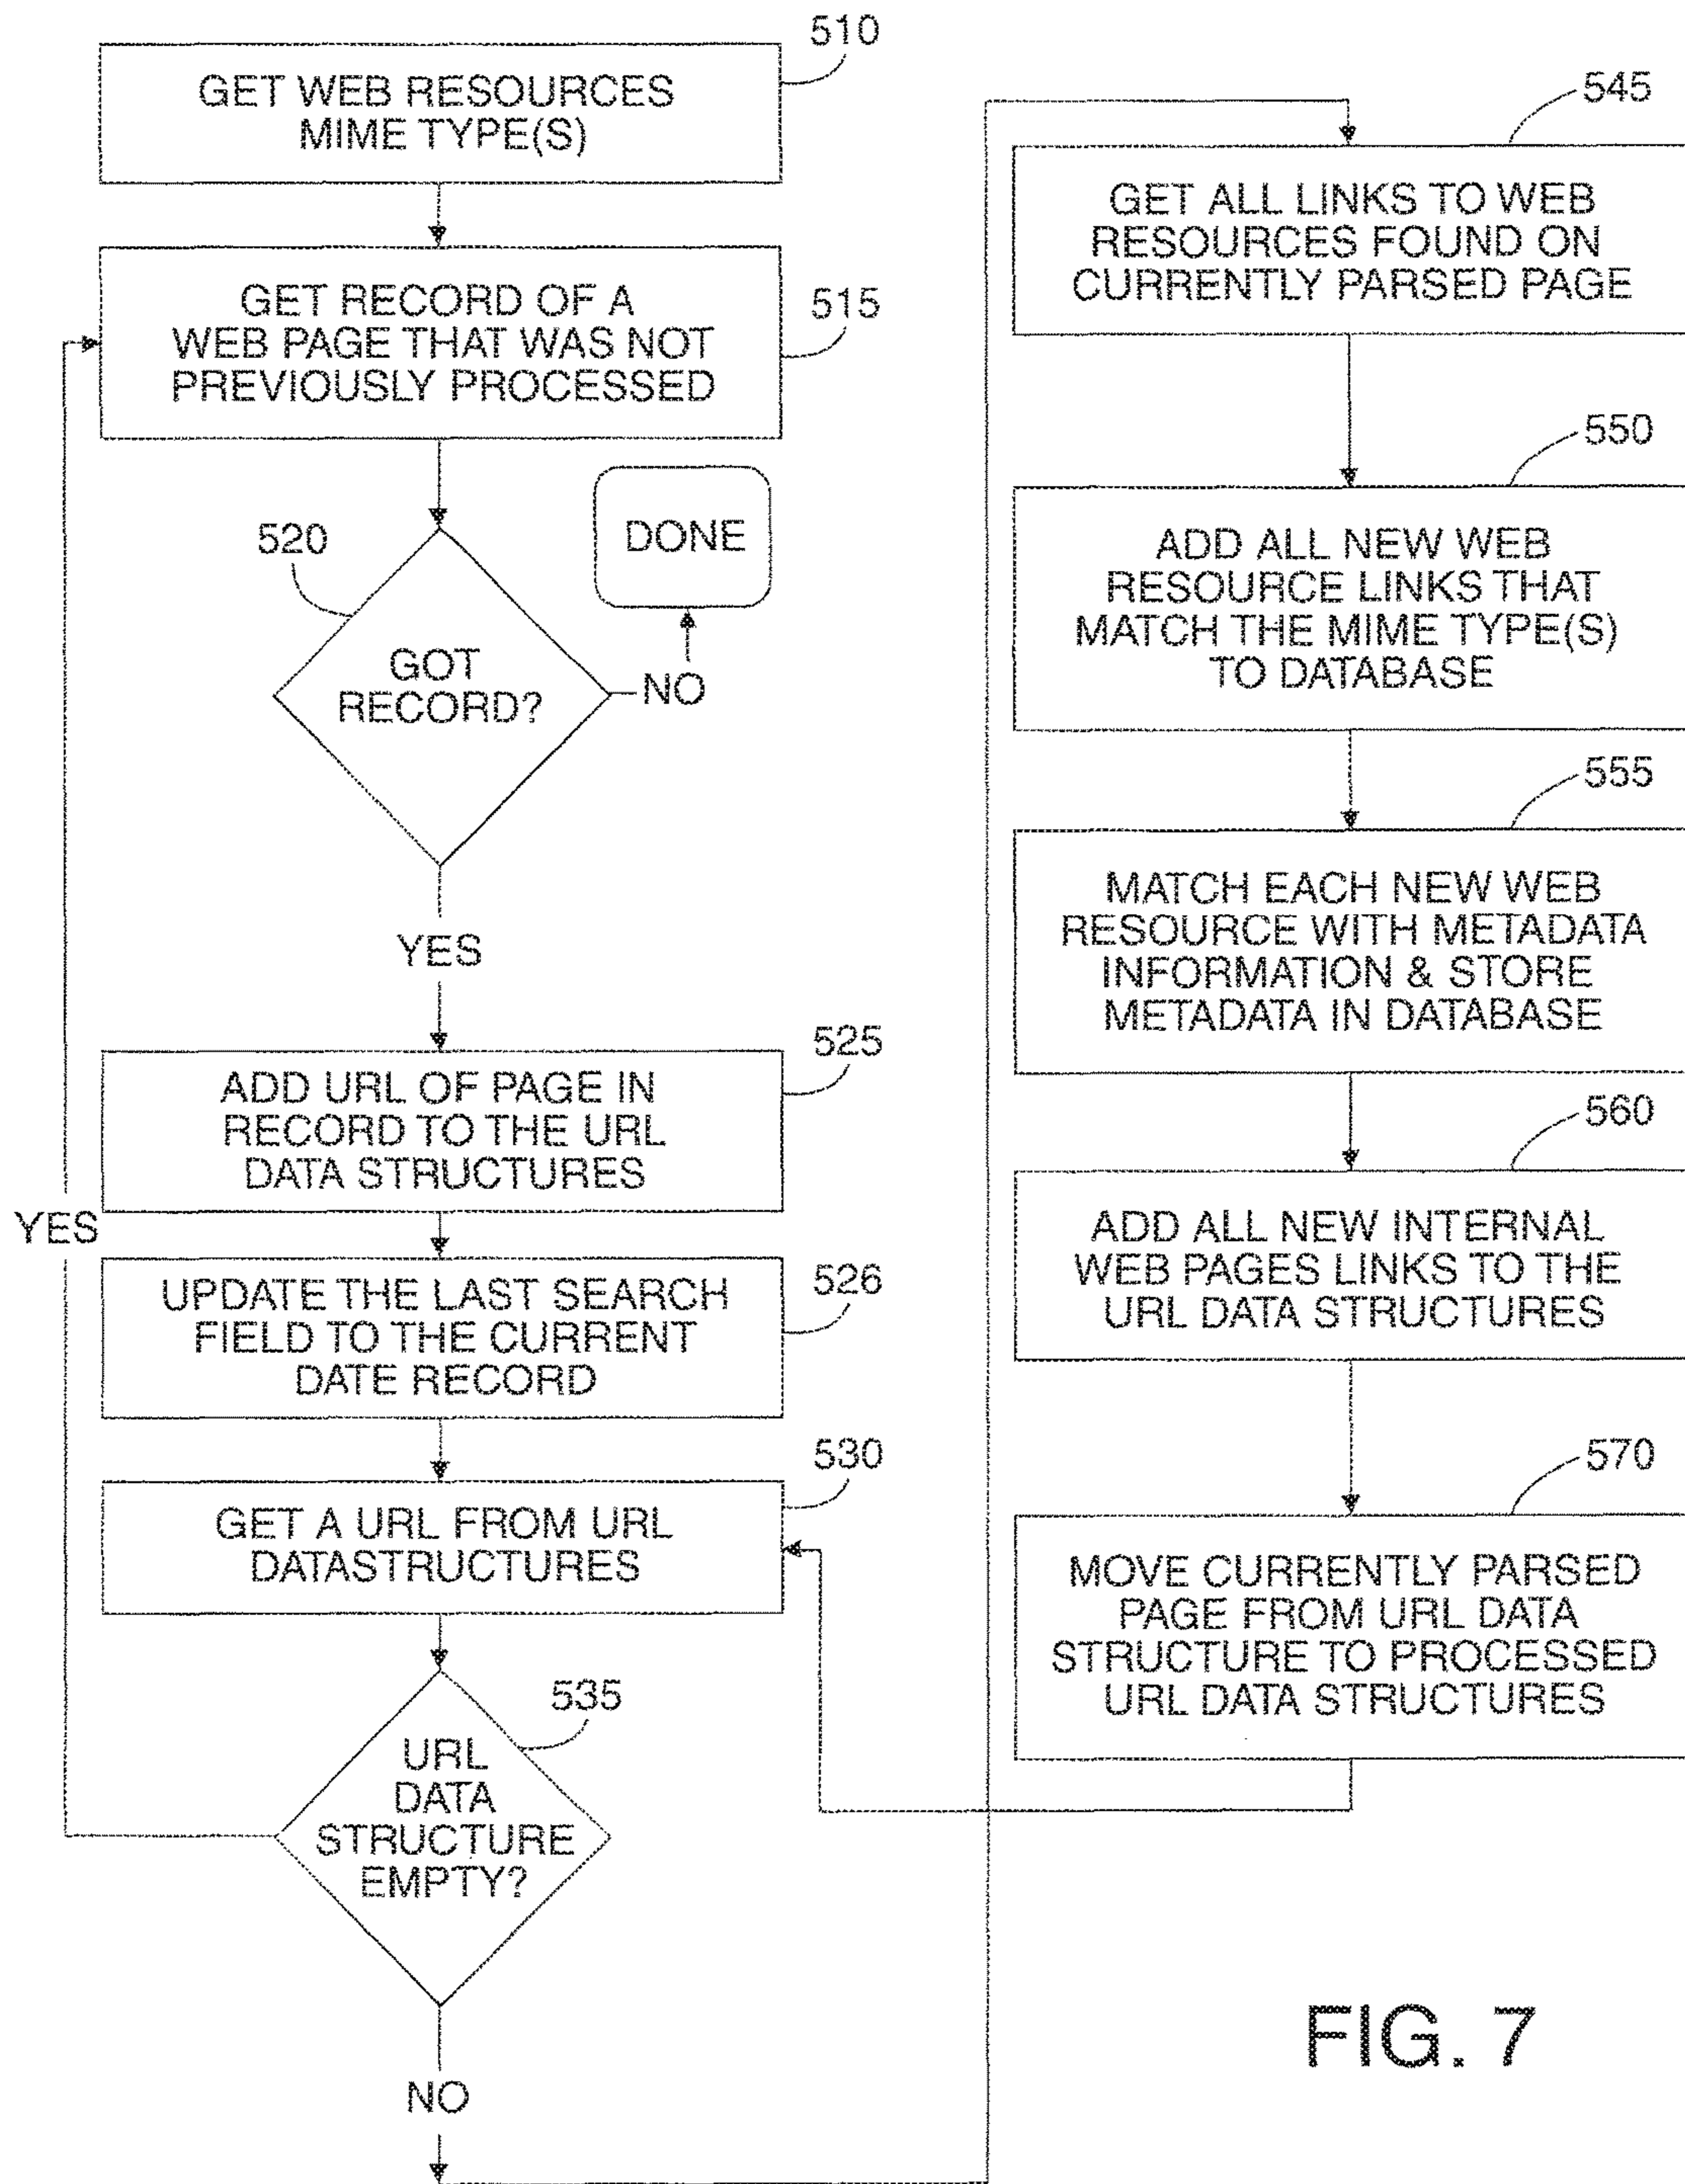 510
GET WEB RESOURCES
MIME TYPE(S)
515
GET RECORD OF A
WEB PAGE THAT WAS NOT
PREVIOUSLY PROCESSED
520
GOT
RECORD?
NO
DONE
YES
525
ADD URL OF PAGE IN
RECORD TO THE URL
DATA STRUCTURES
YES
526
UPDATE THE LAST SEARCH
FIELD TO THE CURRENT
DATE RECORD
530
GET A URL FROM URL
DATASTRUCTURES
535
URL
DATA
STRUCTURE
EMPTY?
NO
545
GET ALL LINKS TO WEB
RESOURCES FOUND ON
CURRENTLY PARSED PAGE
550
ADD ALL NEW WEB
RESOURCE LINKS THAT
MATCH THE MIME TYPE(S)
TO DATABASE
555
MATCH EACH NEW WEB
RESOURCE WITH METADATA
INFORMATION & STORE
METADATA IN DATABASE
560
ADD ALL NEW INTERNAL
WEB PAGES LINKS TO THE
URL DATA STRUCTURES
570
MOVE CURRENTLY PARSED
PAGE FROM URL DATA
STRUCTURE TO PROCESSED
URL DATA STRUCTURES
FIG. 7